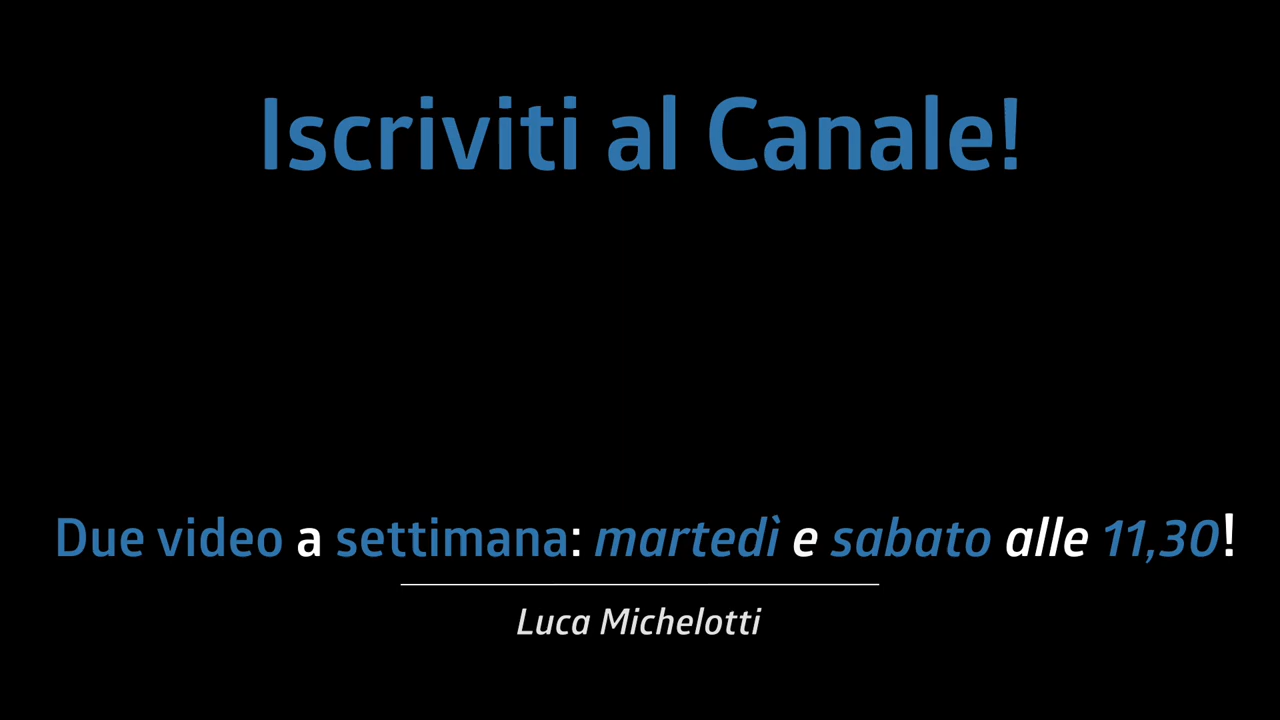 Iscriviti al Canale!
Due video a settimana: martedì e sabato alle 11,30!
Luca Michelotti